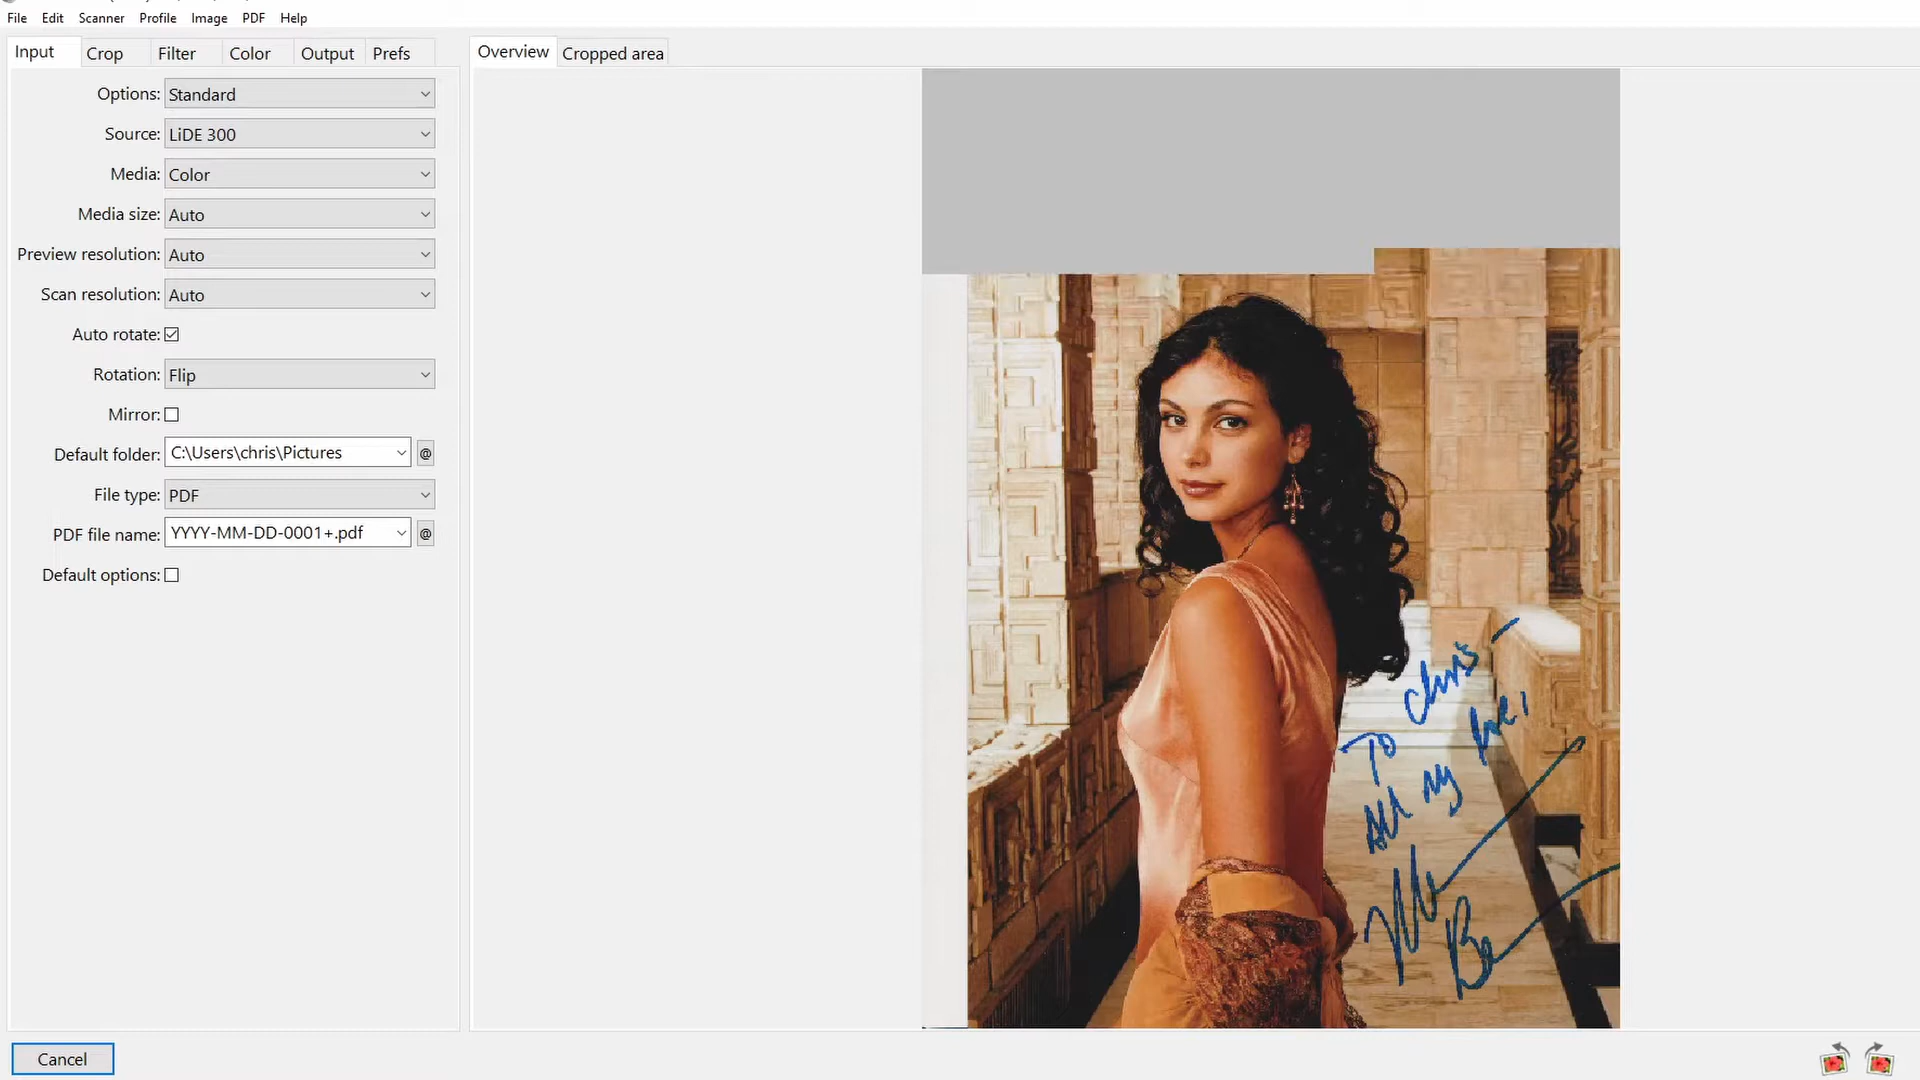 File Edit Scanner Profile Image PDF Help
Input Crop Filter Color Output Prefs
Overview Cropped area
Options: Standard
Source: LiDE 300
Media: Color
Media size: Auto
Preview resolution: Auto
Scan resolution: Auto
Auto rotate:
Rotation: Flip
Mirror:
Default folder: C:\Users\chris\Pictures @
File type: PDF
PDF file name: YYYY-MM-DD-0001+.pdf @
Default options:
To Chris –
All my love,
Cancel